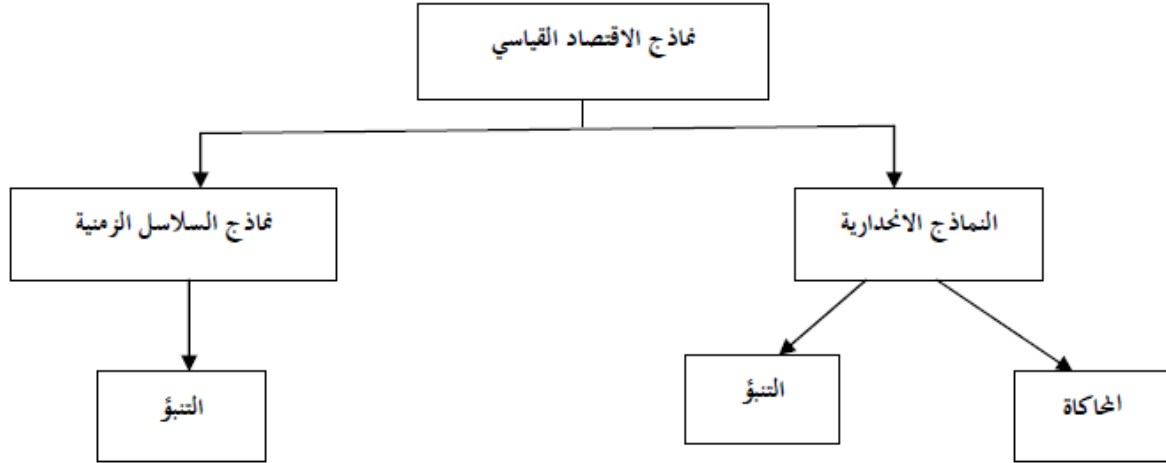 نماذج الاقتصاد القياسي
النماذج الانحدارية
نماذج السلاسل الزمنية
المحاكاة
التنبؤ
التنبؤ